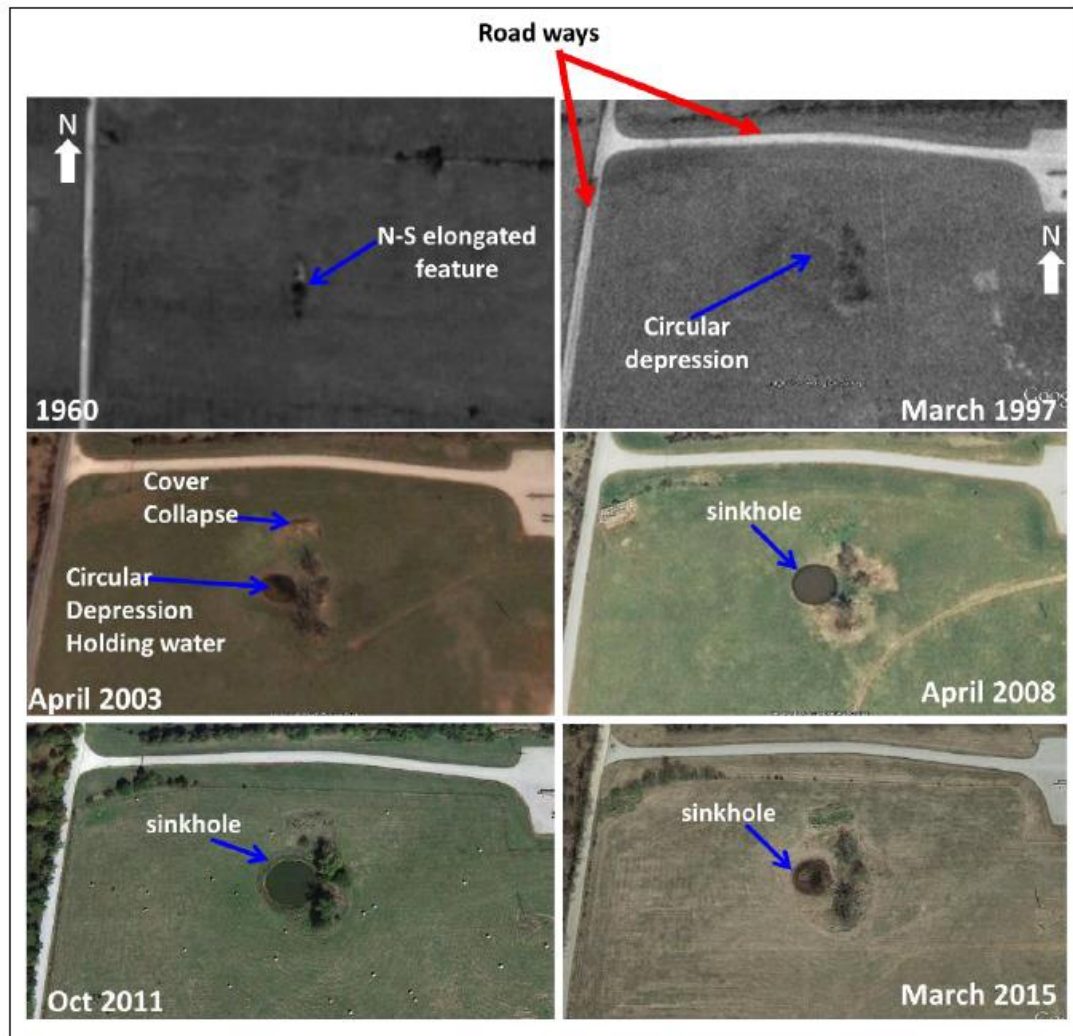 Road ways
N
N-S elongated
feature
1960
N
Circular
depression
Goog
March 1997
Cover
Collapse
Circular
Depression
Holding water
April 2003
sinkhole
April 2008
sinkhole
Oct 2011
sinkhole
March 2015